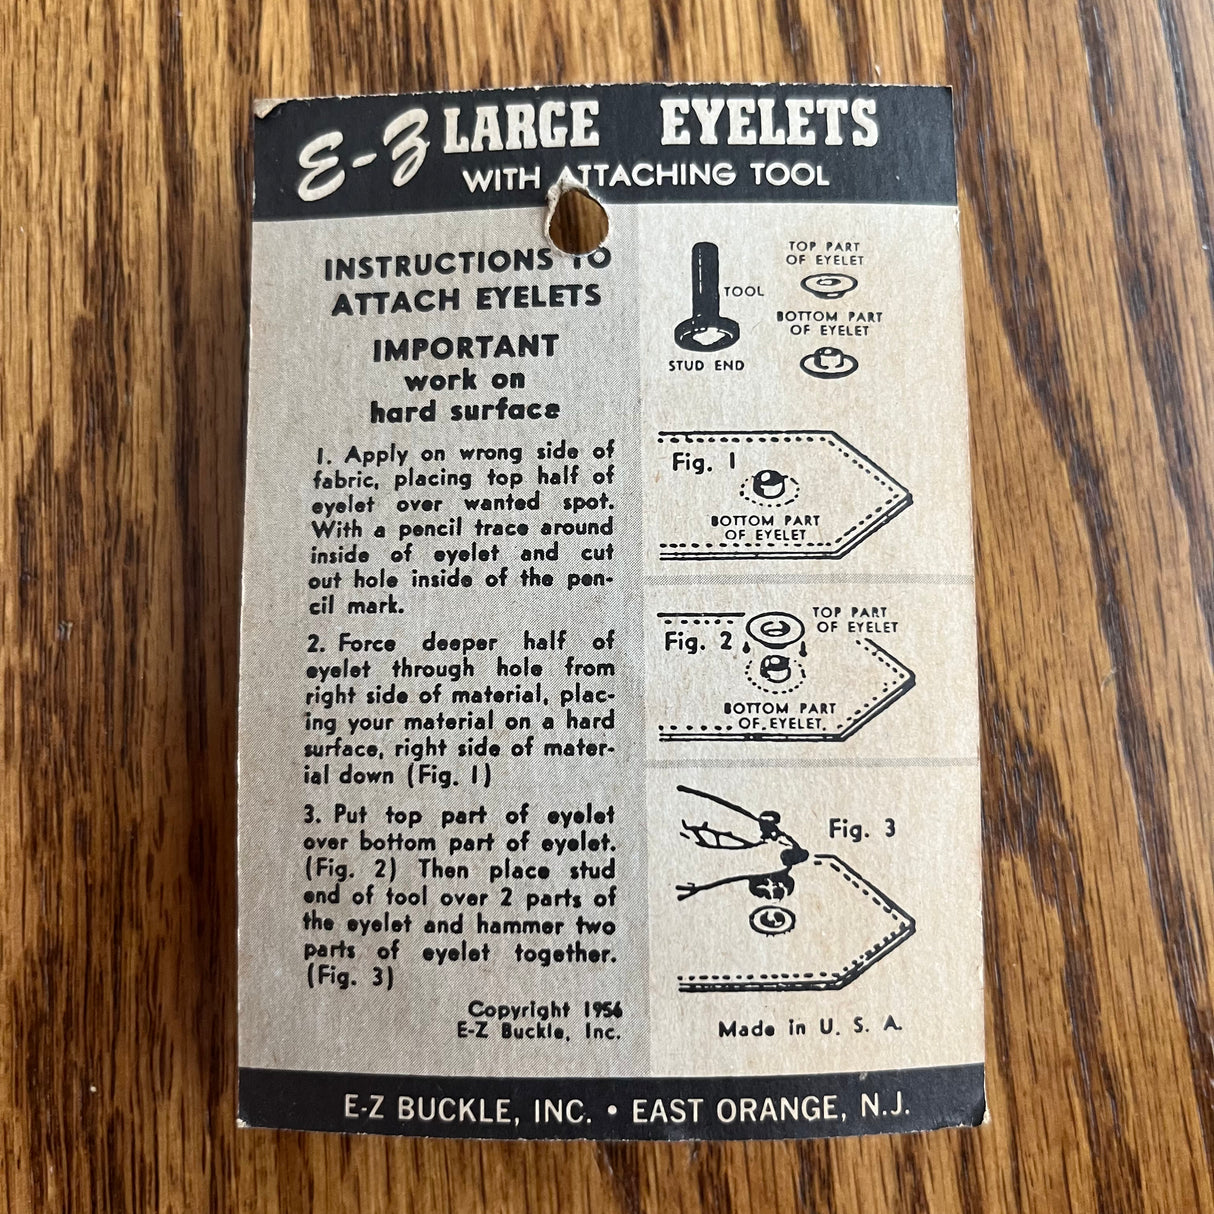 E-Z LARGE EYELETS
WITH ATTACHING TOOL
INSTRUCTIONS TO
ATTACH EYELETS
IMPORTANT
work on
hard surface
1. Apply on wrong side of
fabric, placing top half of
eyelet over wanted spot.
With a pencil trace around
inside of eyelet and cut
out hole inside of the pen-
cil mark.
2. Force deeper half of
eyelet through hole from
right side of material, plac-
ing your material on a hard
surface, right side of mater-
ial down (Fig. 1)
3. Put top part of eyelet
over bottom part of eyelet.
(Fig. 2) Then place stud
end of tool over 2 parts of
the eyelet and hammer two
parts of eyelet together.
(Fig. 3)
Copyright 1956
E-Z Buckle, Inc.
TOOL
STUD END
TOP PART
OF EYELET
BOTTOM PART
OF EYELET
Fig. 1
BOTTOM PART
OF EYELET
Fig. 2
TOP PART
OF EYELET
BOTTOM PART
OF EYELET
Fig. 3
Made in U. S. A.
E-Z BUCKLE, INC. • EAST ORANGE, N.J.